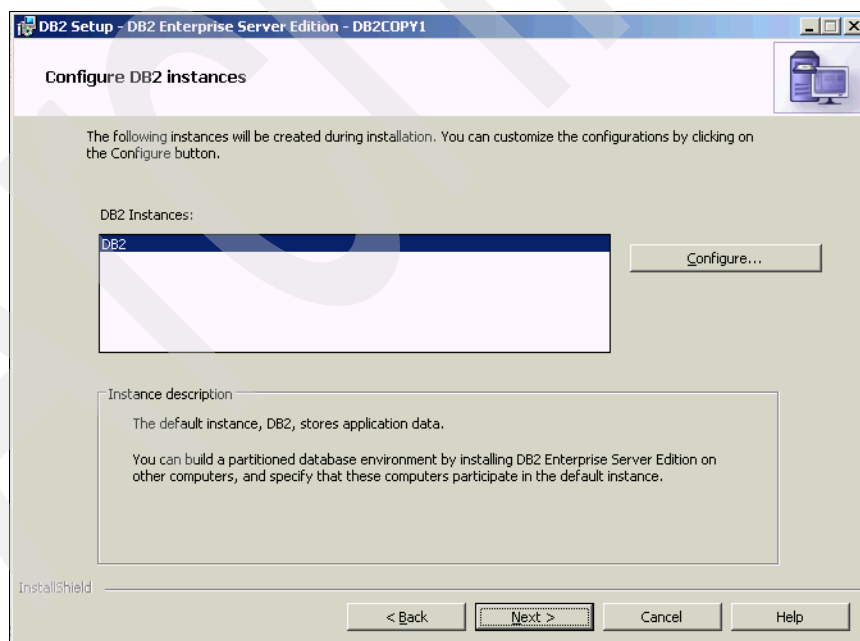 DB2 Setup - DB2 Enterprise Server Edition - DB2COPY1
Configure DB2 instances
The following instances will be created during installation. You can customize the configurations by clicking on
the Configure button.
DB2 Instances:
DB2
Configure...
Instance description
The default instance, DB2, stores application data.
You can build a partitioned database environment by installing DB2 Enterprise Server Edition on
other computers, and specify that these computers participate in the default instance.
InstallShield
< Back
Next >
Cancel
Help